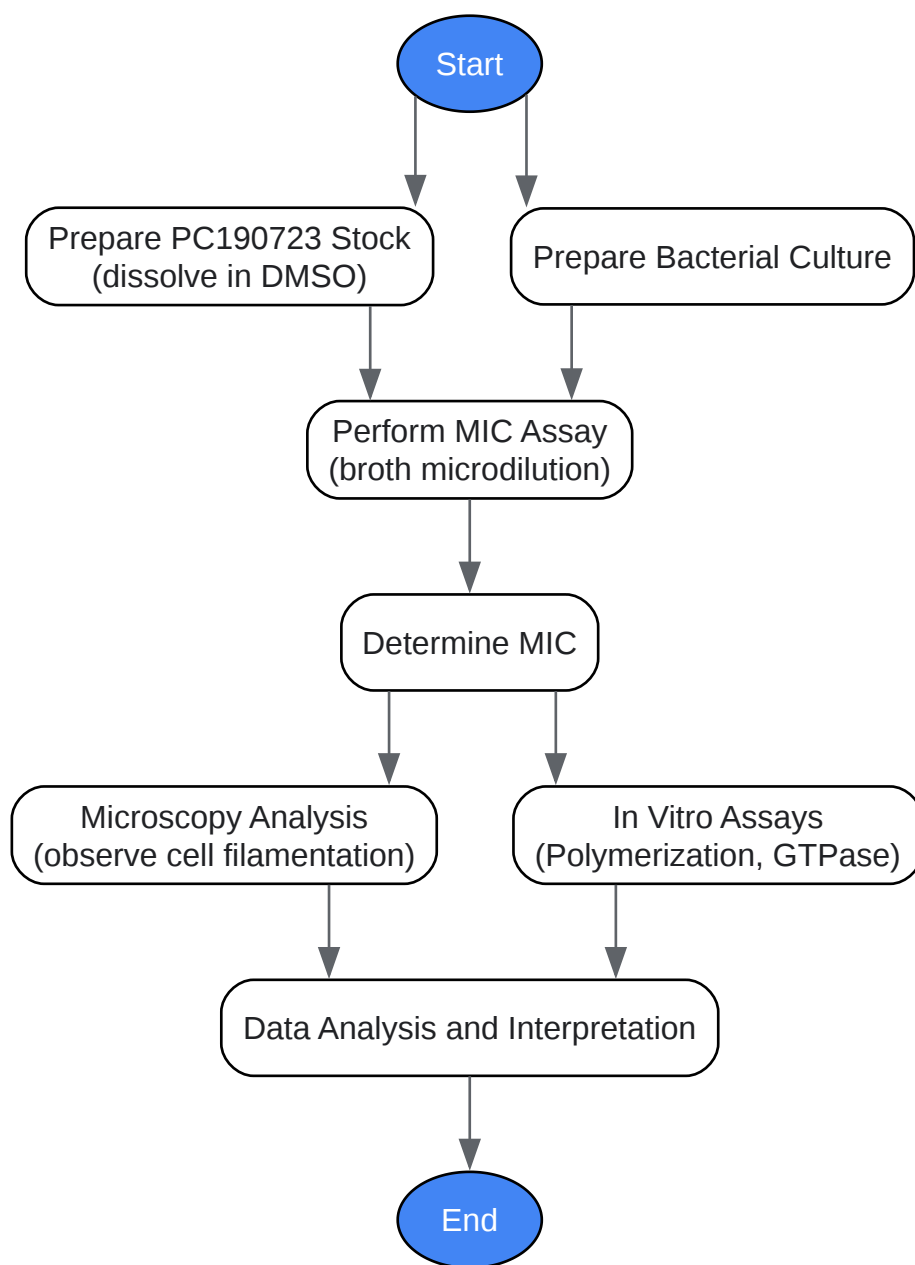 Start
Prepare PC190723 Stock
(dissolve in DMSO)
Prepare Bacterial Culture
Perform MIC Assay
(broth microdilution)
Determine MIC
Microscopy Analysis
(observe cell filamentation)
In Vitro Assays
(Polymerization, GTPase)
Data Analysis and Interpretation
End